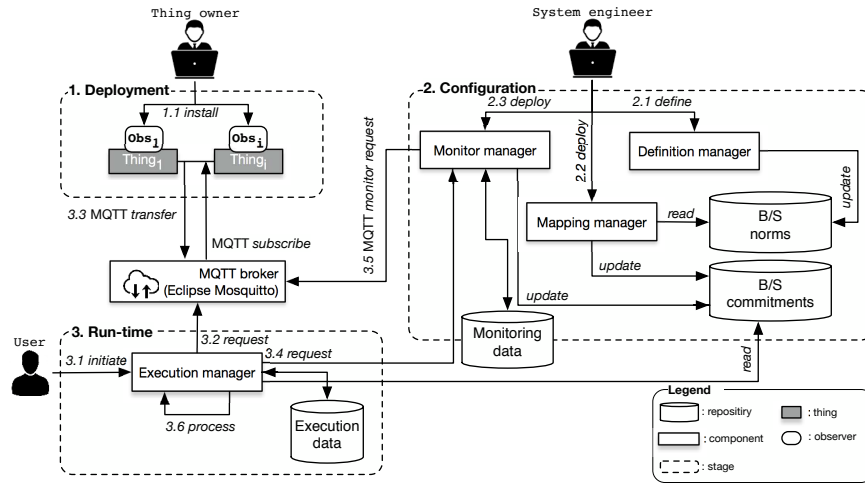 Thing owner
System engineer
1. Deployment
2. Configuration
1.1 install
2.3 deploy
2.1 define
Obs1
Obsi
Thing1
Thingi
Monitor manager
Definition manager
2.2 deploy
3.5 MQTT monitor request
3.3 MQTT transfer
MQTT subscribe
Mapping manager
read
B/S
norms
update
MQTT broker
(Eclipse Mosquitto)
update
B/S
commitments
update
Monitoring
data
3. Run-time
3.2 request
3.4 request
User
3.1 initiate
Execution manager
read
3.6 process
Execution
data
Legend
: repositiry
: thing
: component
: observer
: stage